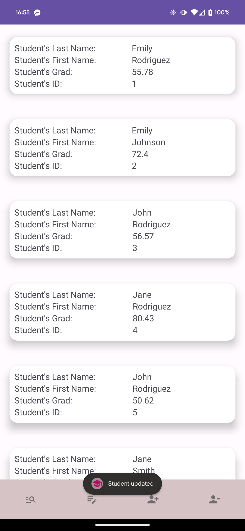 16:55 100%
Student's Last Name: Emily
Student's First Name: Rodriguez
Student's Grad: 55.78
Student's ID: 1
Student's Last Name: Emily
Student's First Name: Johnson
Student's Grad: 72.4
Student's ID: 2
Student's Last Name: John
Student's First Name: Rodriguez
Student's Grad: 56.57
Student's ID: 3
Student's Last Name: Jane
Student's First Name: Rodriguez
Student's Grad: 80.43
Student's ID: 4
Student's Last Name: John
Student's First Name: Rodriguez
Student's Grad: 50.62
Student's ID: 5
Student's Last Name: Jane
Student's First Name: Smith
Student updated